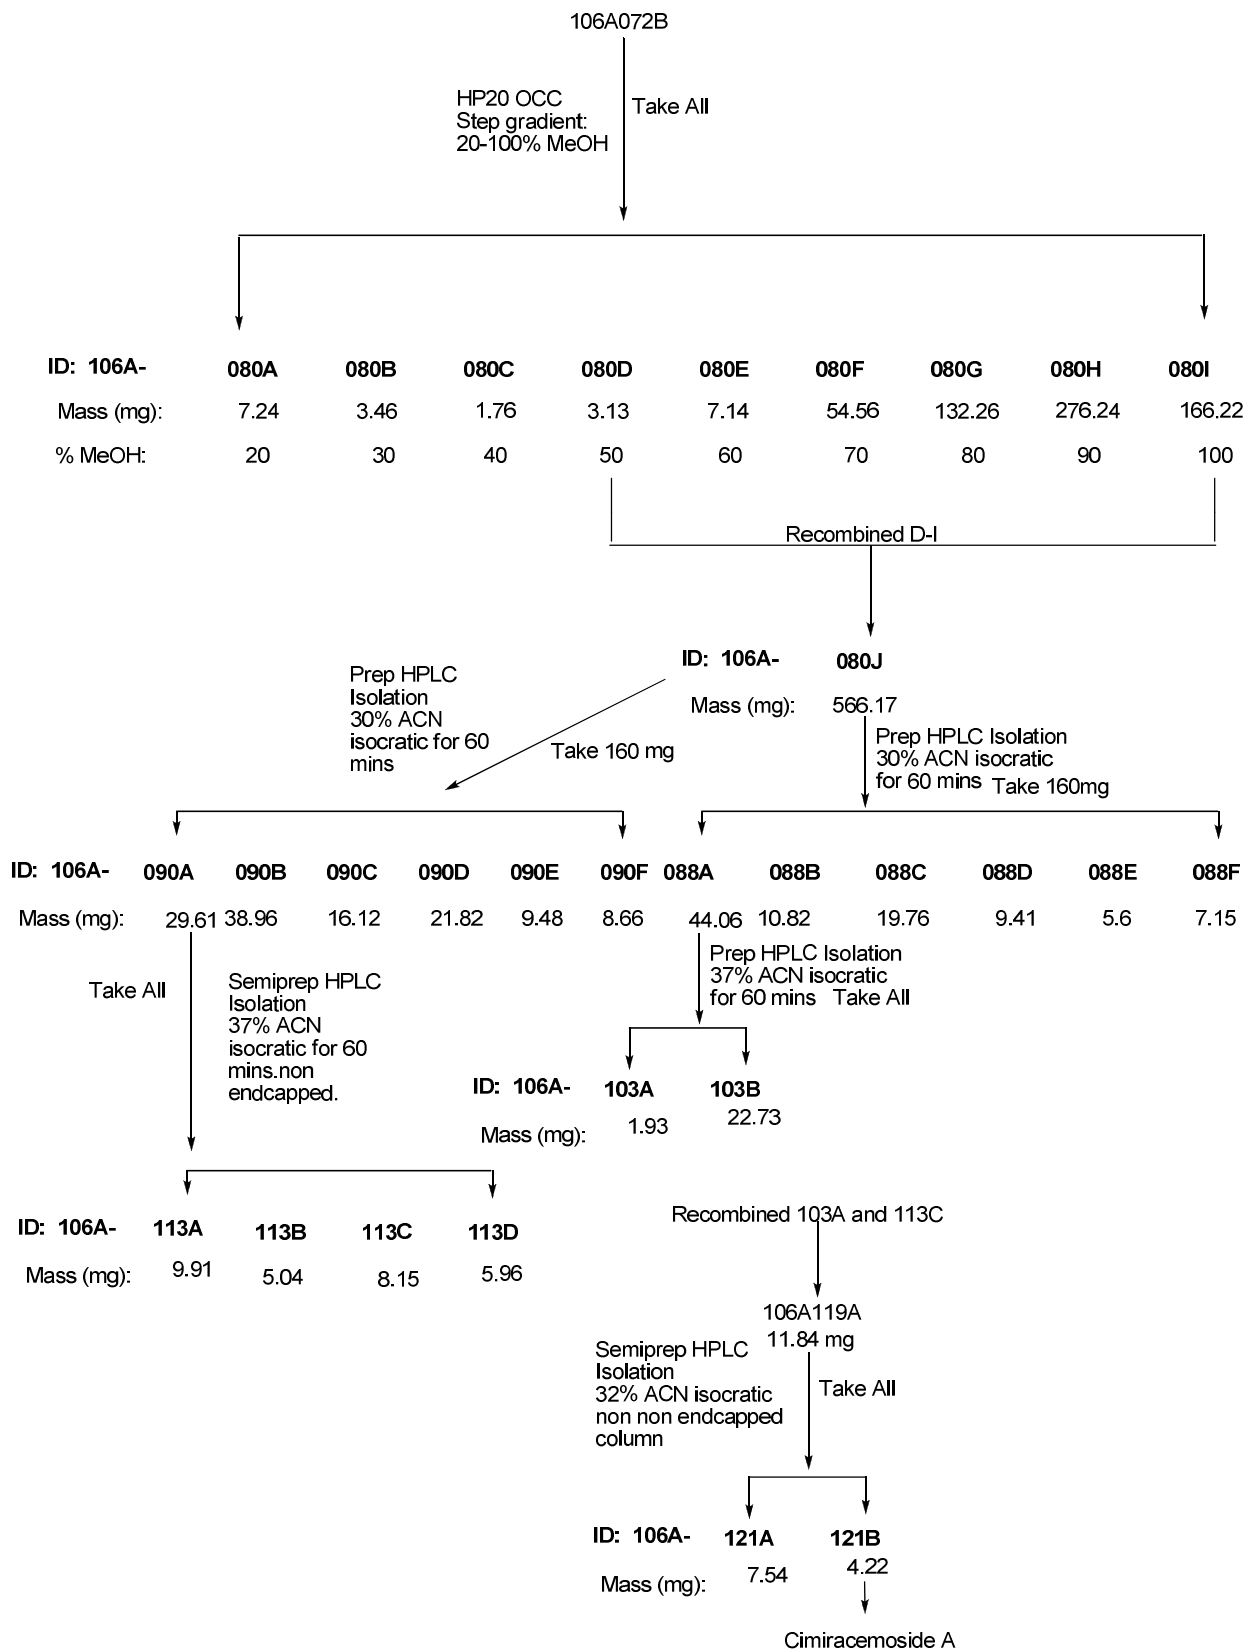 106A072B
HP20 OCC
Step gradient:
20-100% MeOH
Take All
ID: 106A- 080A 080B 080C 080D 080E 080F 080G 080H 080I
Mass (mg): 7.24 3.46 1.76 3.13 7.14 54.56 132.26 276.24 166.22
% MeOH: 20 30 40 50 60 70 80 90 100
Recombined D-I
ID: 106A- 080J
Mass (mg): 566.17
Prep HPLC
Isolation
30% ACN
isocratic for 60
mins
Take 160 mg
Prep HPLC Isolation
30% ACN isocratic
for 60 mins Take 160mg
ID: 106A- 090A 090B 090C 090D 090E 090F 088A 088B 088C 088D 088E 088F
Mass (mg): 29.61 38.96 16.12 21.82 9.48 8.66 44.06 10.82 19.76 9.41 5.6 7.15
Take All
Semiprep HPLC
Isolation
37% ACN
isocratic for 60
mins.non
endcapped.
Prep HPLC Isolation
37% ACN isocratic
for 60 mins Take All
ID: 106A- 103A 103B
Mass (mg): 1.93 22.73
ID: 106A- 113A 113B 113C 113D
Mass (mg): 9.91 5.04 8.15 5.96
Recombined 103A and 113C
106A119A
11.84 mg
Semiprep HPLC
Isolation
32% ACN isocratic
non non endcapped
column
Take All
ID: 106A- 121A 121B
Mass (mg): 7.54 4.22
Cimiracemoside A